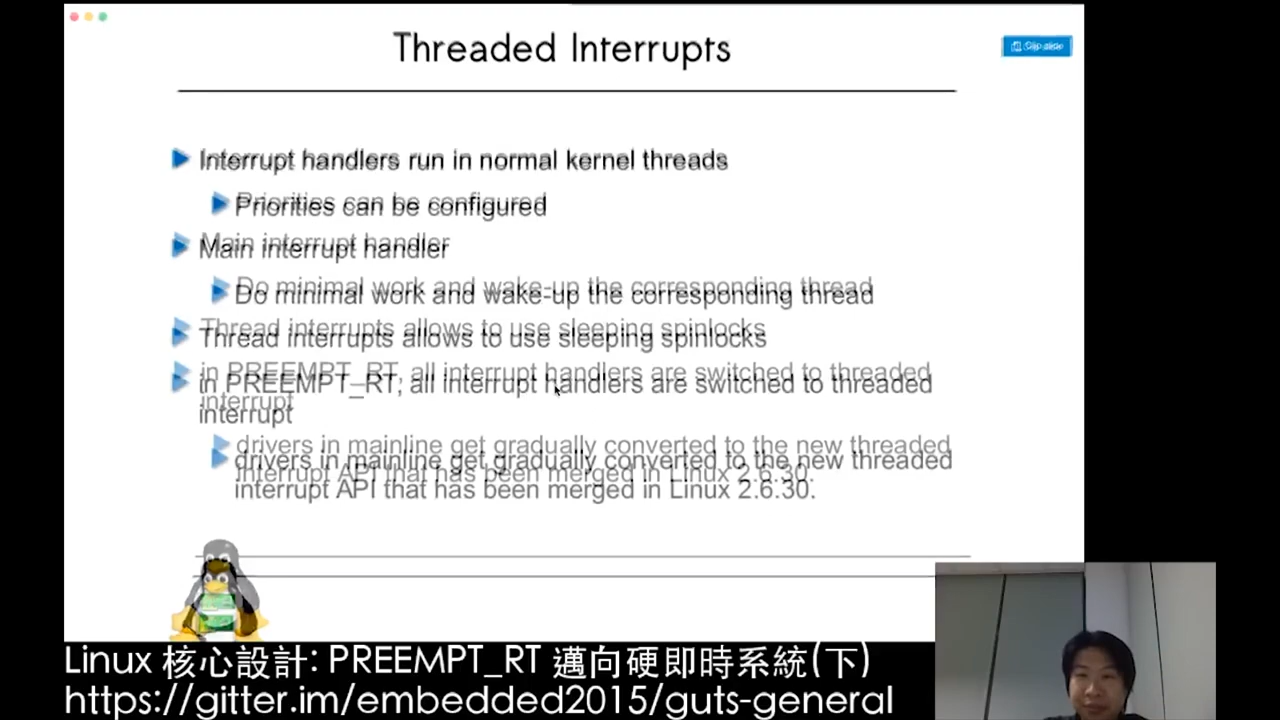 Threaded Interrupts
Clip slide
Interrupt handlers run in normal kernel threads
Priorities can be configured
Main interrupt handler
Do minimal work and wake-up the corresponding thread
Thread interrupts allows to use sleeping spinlocks
in PREEMPT_RT, all interrupt handlers are switched to threaded
interrupt
drivers in mainline get gradually converted to the new threaded
interrupt API that has been merged in Linux 2.6.30.
Linux 核心設計: PREEMPT_RT 邁向硬即時系統(下)
https://gitter.im/embedded2015/guts-general